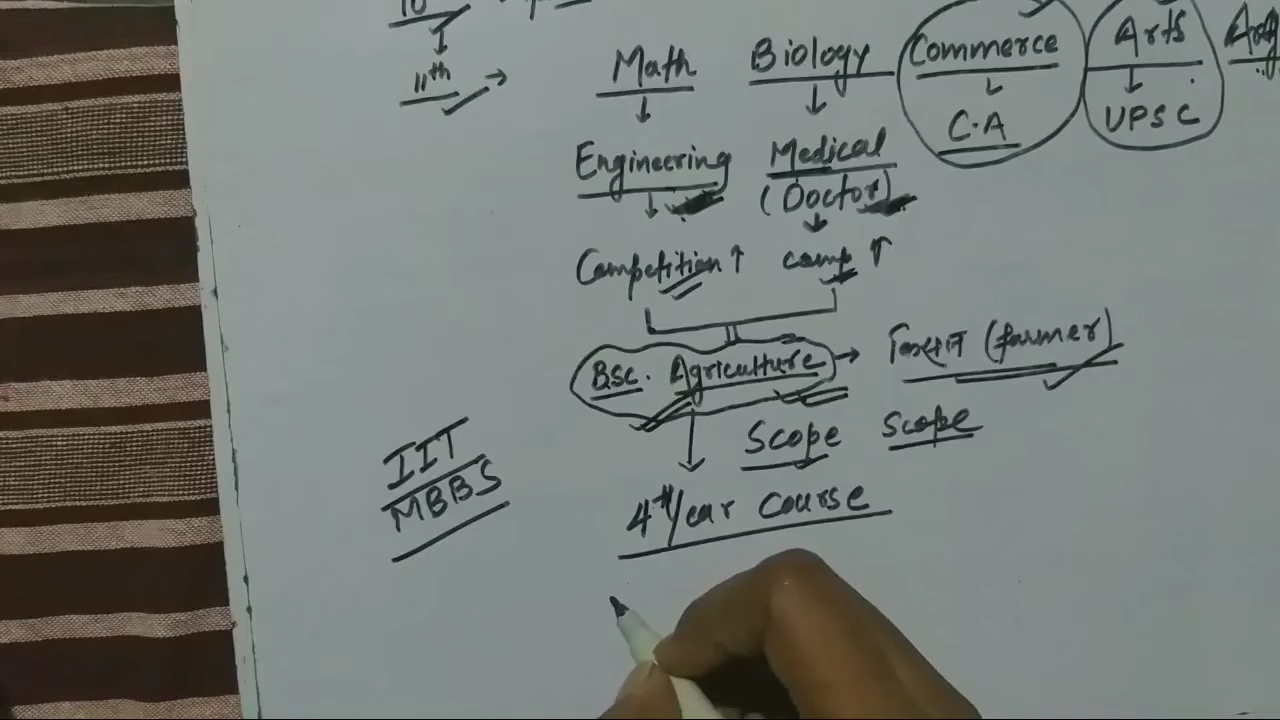 10
11th → Math Biology Commerce Arts
Engineering Medical C.A UPSC
(Doctor)
Competition ↑ comp ↑
Bsc. Agriculture → (farmer)
Scope Scope
4th year course
IIT
MBBS